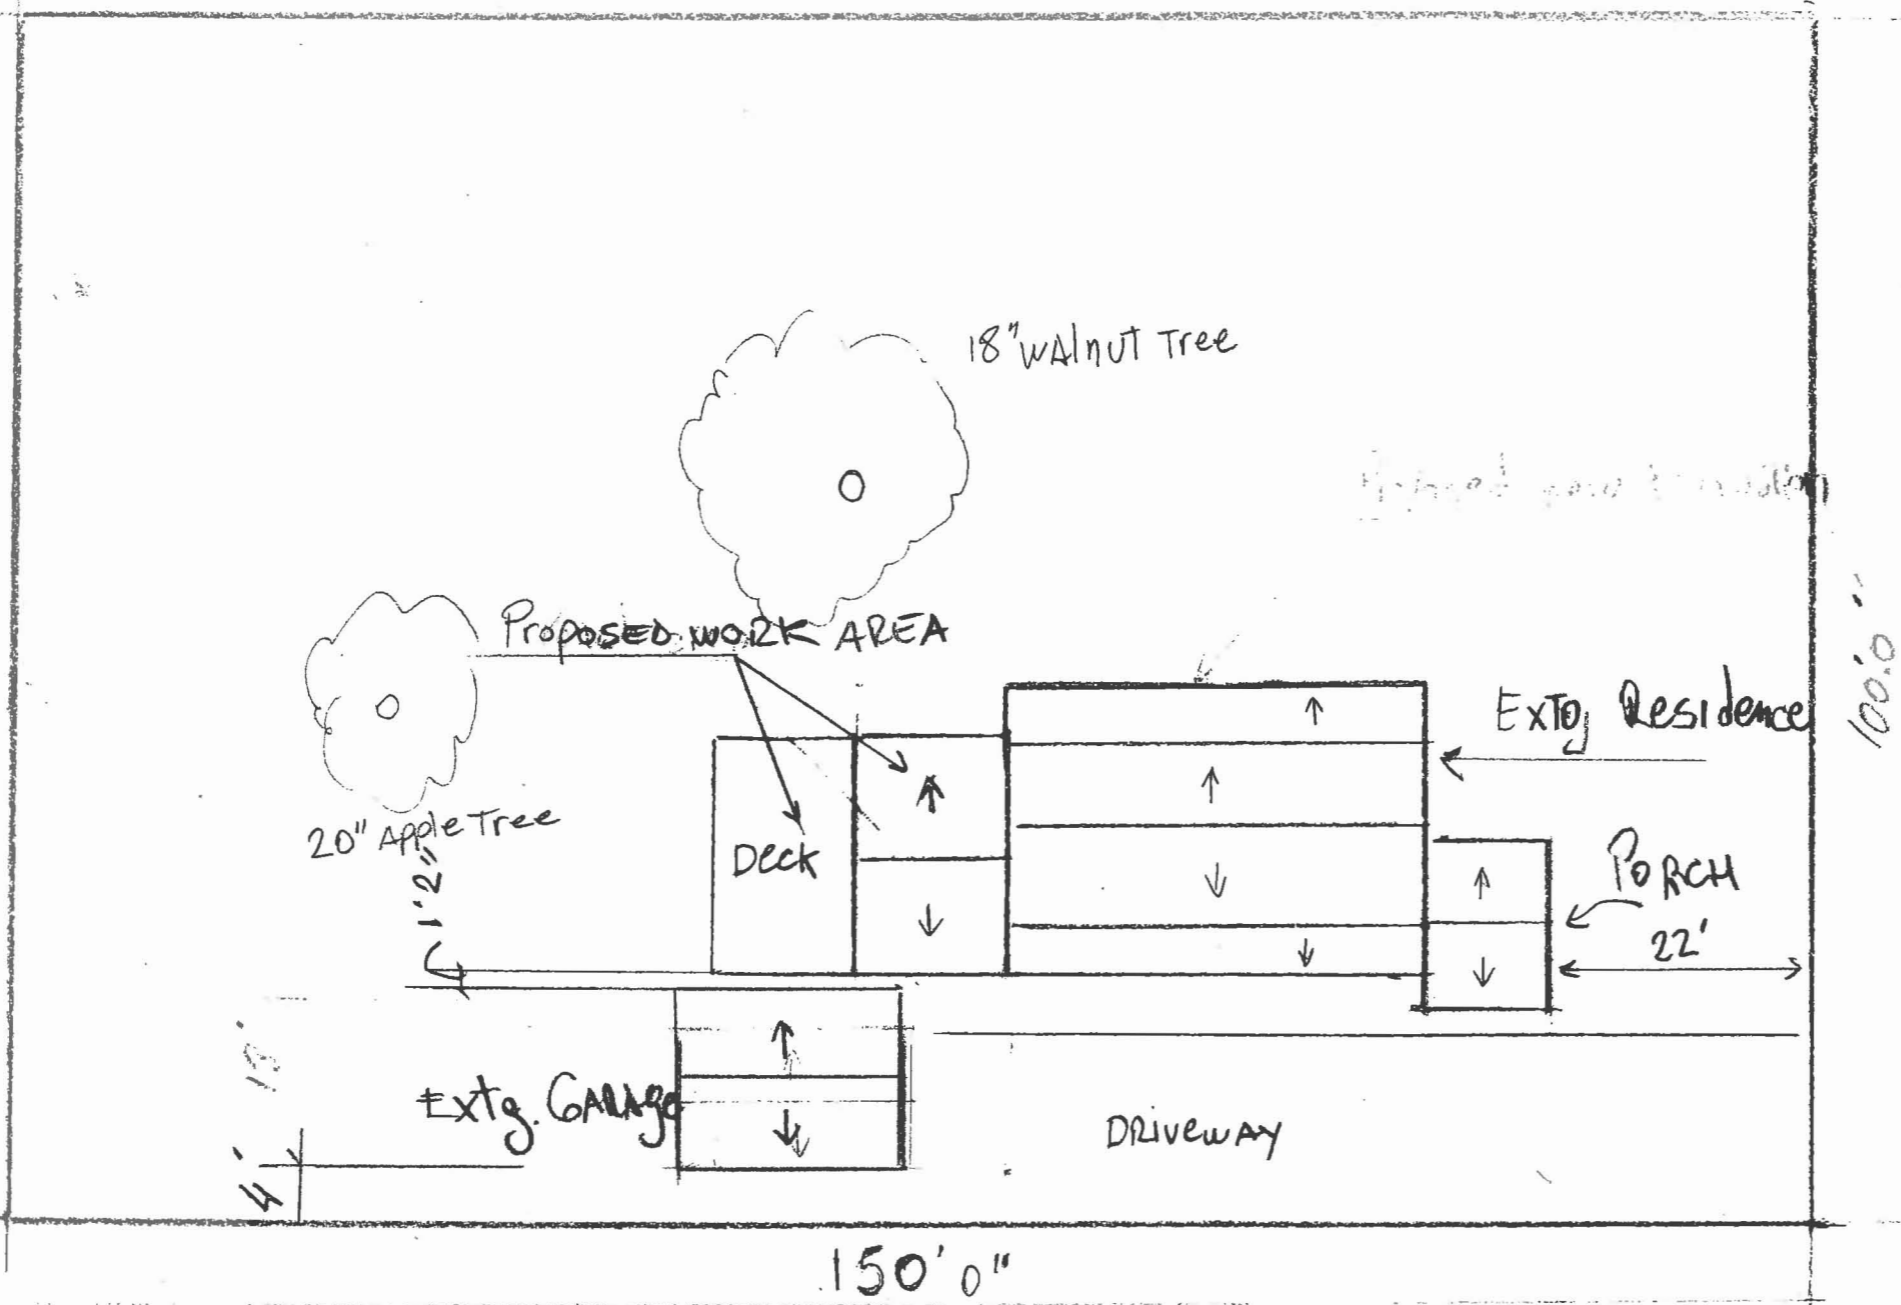 18" WAlnuT Tree
ProposED WORK AREA
ExTg Residence
100'.0"
20" Apple Tree
1'2"
Deck
PORCH
22'
Extg. GARAge
DRiVeWAY
4'
150'0"